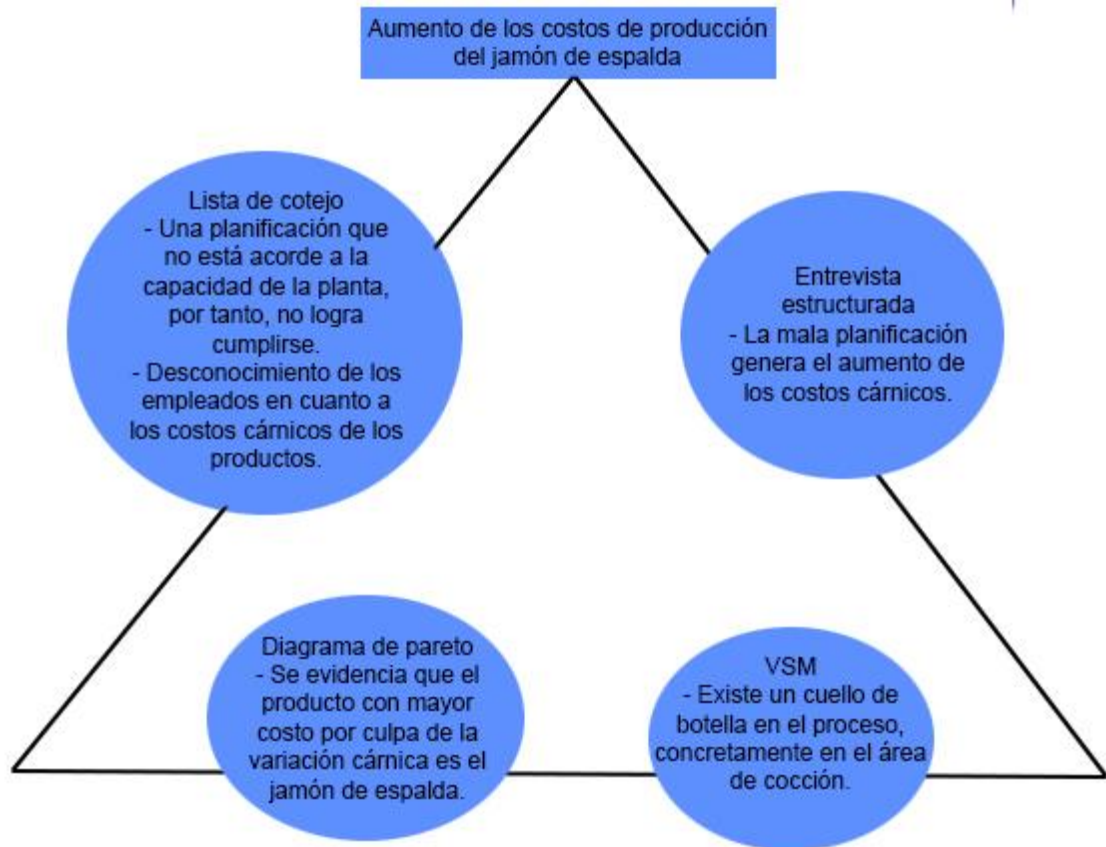 Aumento de los costos de producción
del jamón de espalda
Lista de cotejo
- Una planificación que
no está acorde a la
capacidad de la planta,
por tanto, no logra
cumplirse.
- Desconocimiento de los
empleados en cuanto a
los costos cárnicos de los
productos.
Entrevista
estructurada
- La mala planificación
genera el aumento de
los costos cárnicos.
Diagrama de pareto
- Se evidencia que el
producto con mayor
costo por culpa de la
variación cárnica es el
jamón de espalda.
VSM
- Existe un cuello de
botella en el proceso,
concretamente en el área
de cocción.